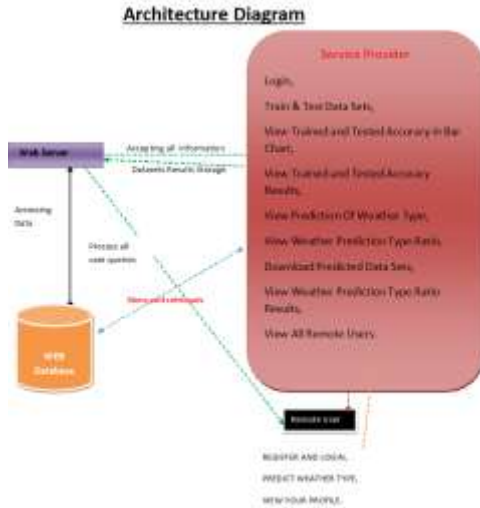 Architecture Diagram
Service Provider
Login,
Train & Test Data Sets,
View Trained and Tested Accuracy in Bar
Chart,
View Trained and Tested Accuracy
Results,
View Prediction Of Weather Type,
View Weather Prediction Type Ratio,
Download Predicted Data Sets,
View Weather Prediction Type Ratio
Results,
View All Remote Users.
Web Server
Accepting all Information
Datasets Results Storage
Accessing
Data
Process all
user queries
Store and retrievals
WEB
Database
Remote User
REGISTER AND LOGIN,
PREDICT WEATHER TYPE,
VIEW YOUR PROFILE.